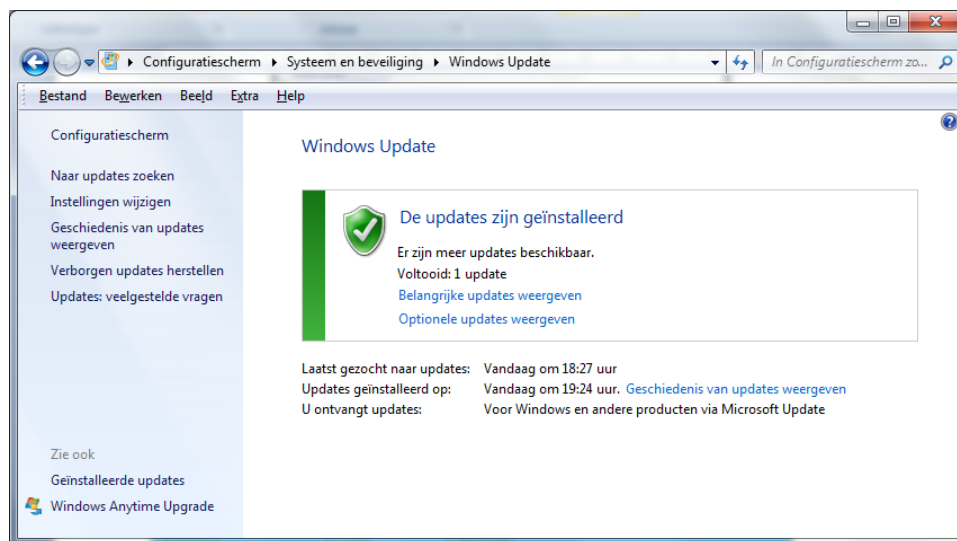 Configuratiescherm ▸ Systeem en beveiliging ▸ Windows Update
In Configuratiescherm zo...
Bestand Bewerken Beeld Extra Help
Configuratiescherm
Naar updates zoeken
Instellingen wijzigen
Geschiedenis van updates
weergeven
Verborgen updates herstellen
Updates: veelgestelde vragen
Zie ook
Geïnstalleerde updates
Windows Anytime Upgrade
Windows Update
De updates zijn geïnstalleerd
Er zijn meer updates beschikbaar.
Voltooid: 1 update
Belangrijke updates weergeven
Optionele updates weergeven
Laatst gezocht naar updates: Vandaag om 18:27 uur
Updates geïnstalleerd op: Vandaag om 19:24 uur. Geschiedenis van updates weergeven
U ontvangt updates: Voor Windows en andere producten via Microsoft Update